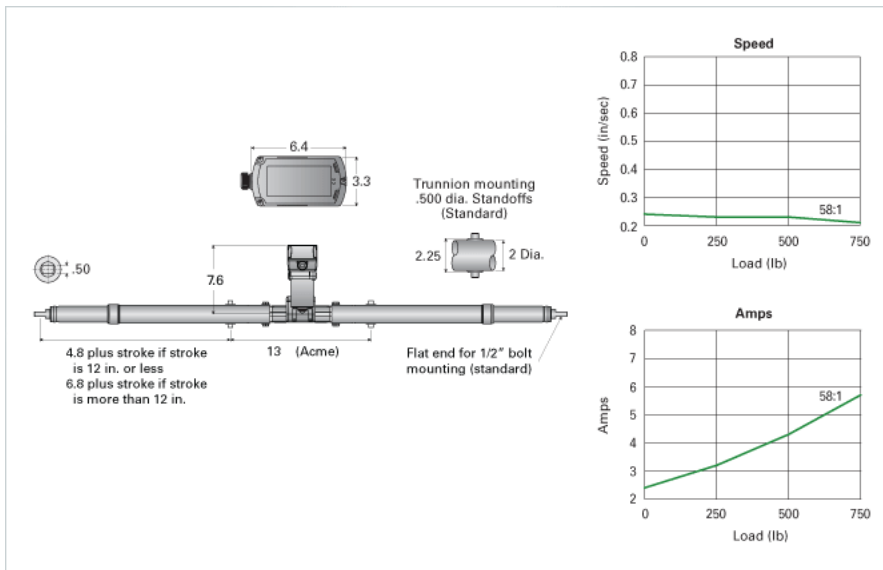 6.4
3.3
Trunnion mounting
.500 dia. Standoffs
(Standard)
2.25
2 Dia.
.50
7.6
4.8 plus stroke if stroke
is 12 in. or less
6.8 plus stroke if stroke
is more than 12 in.
13 (Acme)
Flat end for 1/2" bolt
mounting (standard)
Speed
Speed (in/sec)
0.8
0.7
0.6
0.5
0.4
0.3
0.2
58:1
0 250 500 750
Load (lb)
Amps
Amps
8
7
6
5
4
3
2
58:1
0 250 500 750
Load (lb)